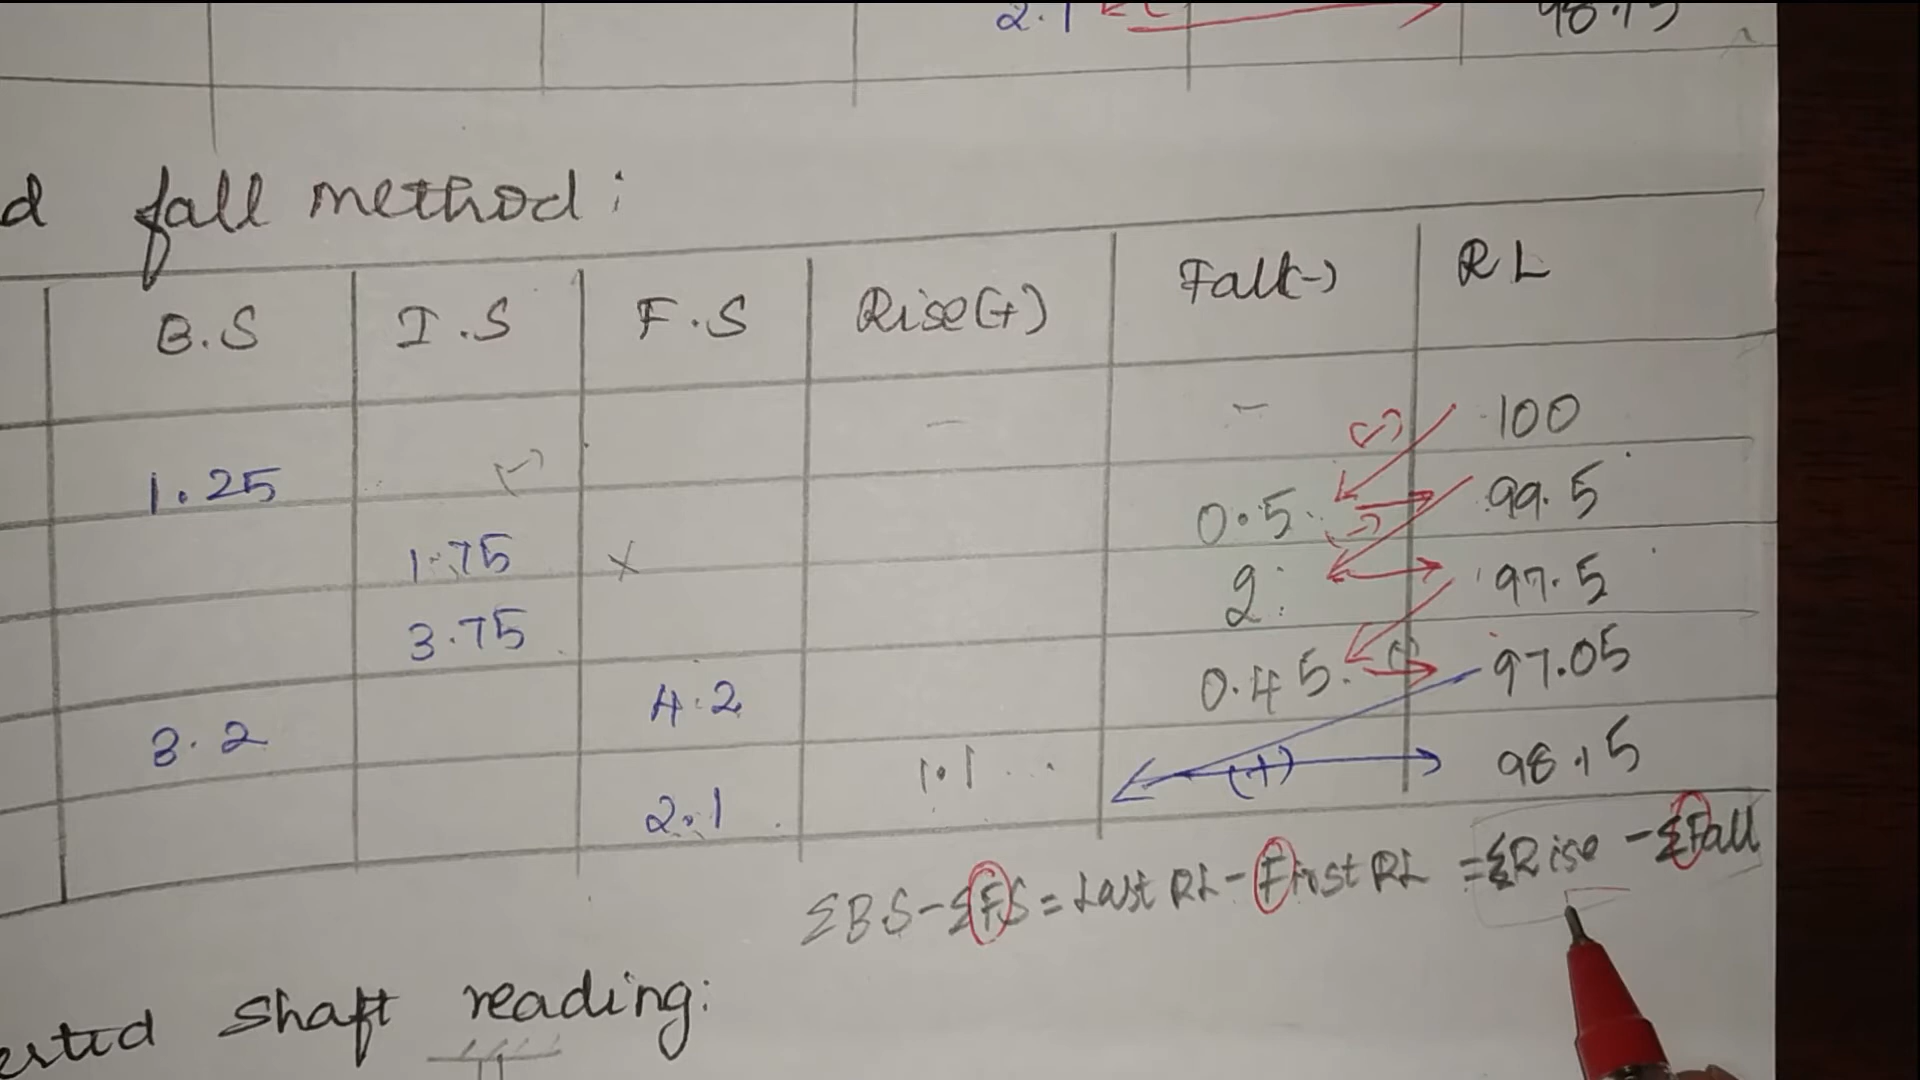 2.1 98.15
d fall method:
B.S I.S F.S Rise(+) Fall(-) RL
1.25 (-) - - (-) 100
1.75 x 0.5 (-) 99.5
3.75 2 97.5
3.2 4.2 0.45 (-) 97.05
2.1 1.1 (+) 98.15
ΣBS-ΣFS=Last RL-First RL=ΣRise-ΣFall
erted shaft reading: